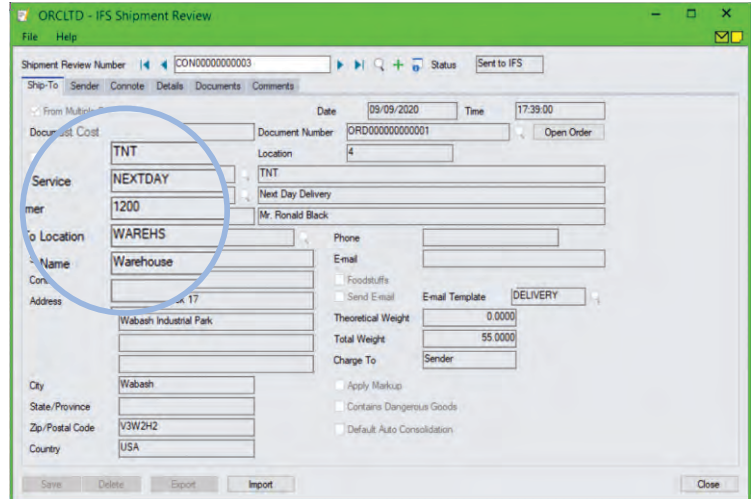 ORCLTD - IFS Shipment Review
File Help
Shipment Review Number CON00000000003 Status Sent to IFS
Ship-To Sender Connote Details Documents Comments
From Multiple Date 09/09/2020 Time 17:39:00
Cost Document Number ORD000000000001 Open Order
TNT Location 4
Service NEXTDAY TNT
Next Day Delivery
mer 1200 Mr. Ronald Black
To Location WAREHS Phone
Name Warehouse E-mail
Foodstuffs
Address 17 Send E-mail E-mail Template DELIVERY
Wabash Industrial Park Theoretical Weight 0.0000
Total Weight 55.0000
Charge To Sender
City Wabash Apply Markup
State/Province Contains Dangerous Goods
Zip/Postal Code V3W2H2 Default Auto Consolidation
Country USA
Save Delete Export Import Close